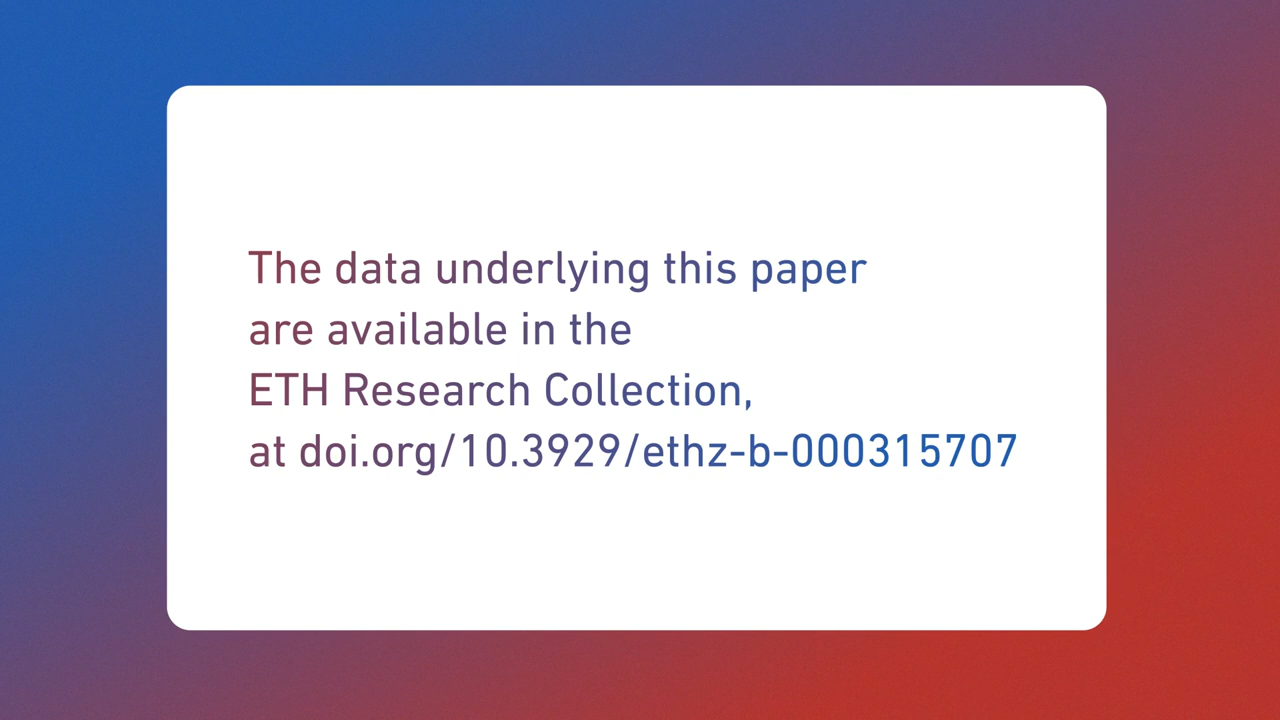 The data underlying this paper
are available in the
ETH Research Collection,
at doi.org/10.3929/ethz-b-000315707